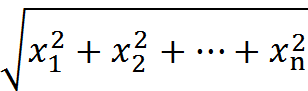 √(x₁² + x₂² + ⋯ + xₙ²)